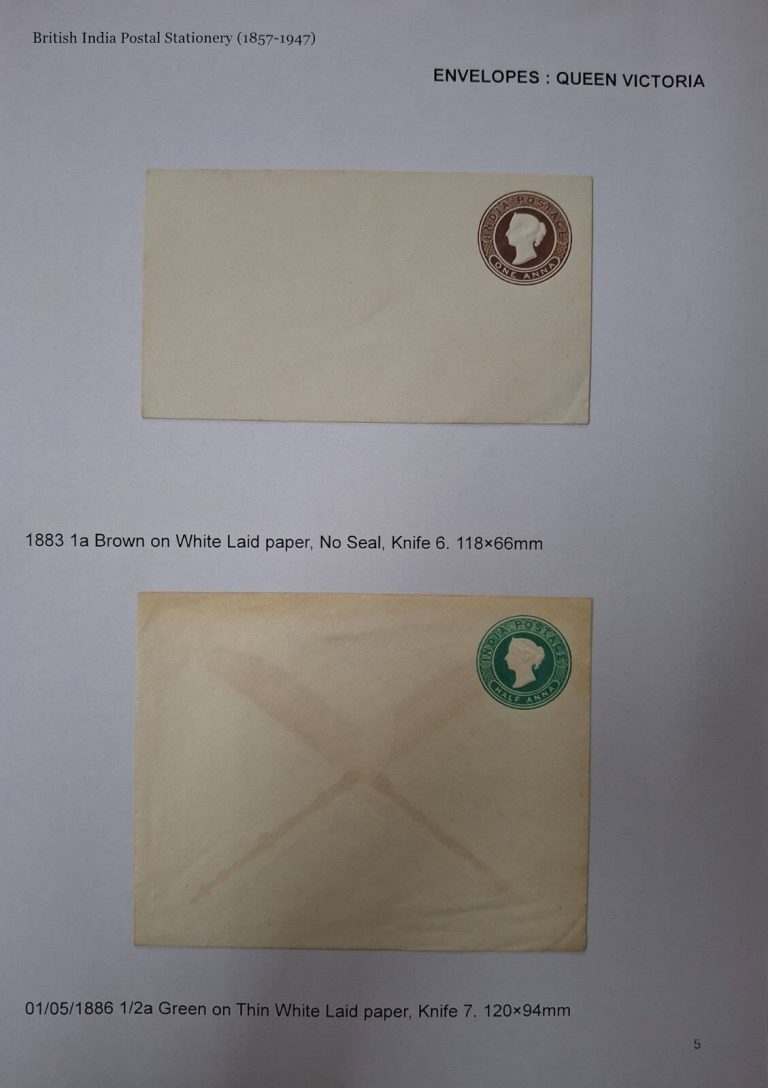 British India Postal Stationery (1857-1947)
ENVELOPES : QUEEN VICTORIA
INDIA POSTAGE
ONE ANNA
1883 1a Brown on White Laid paper, No Seal, Knife 6. 118×66mm
INDIA POSTAGE
HALF ANNA
01/05/1886 1/2a Green on Thin White Laid paper, Knife 7. 120×94mm
5